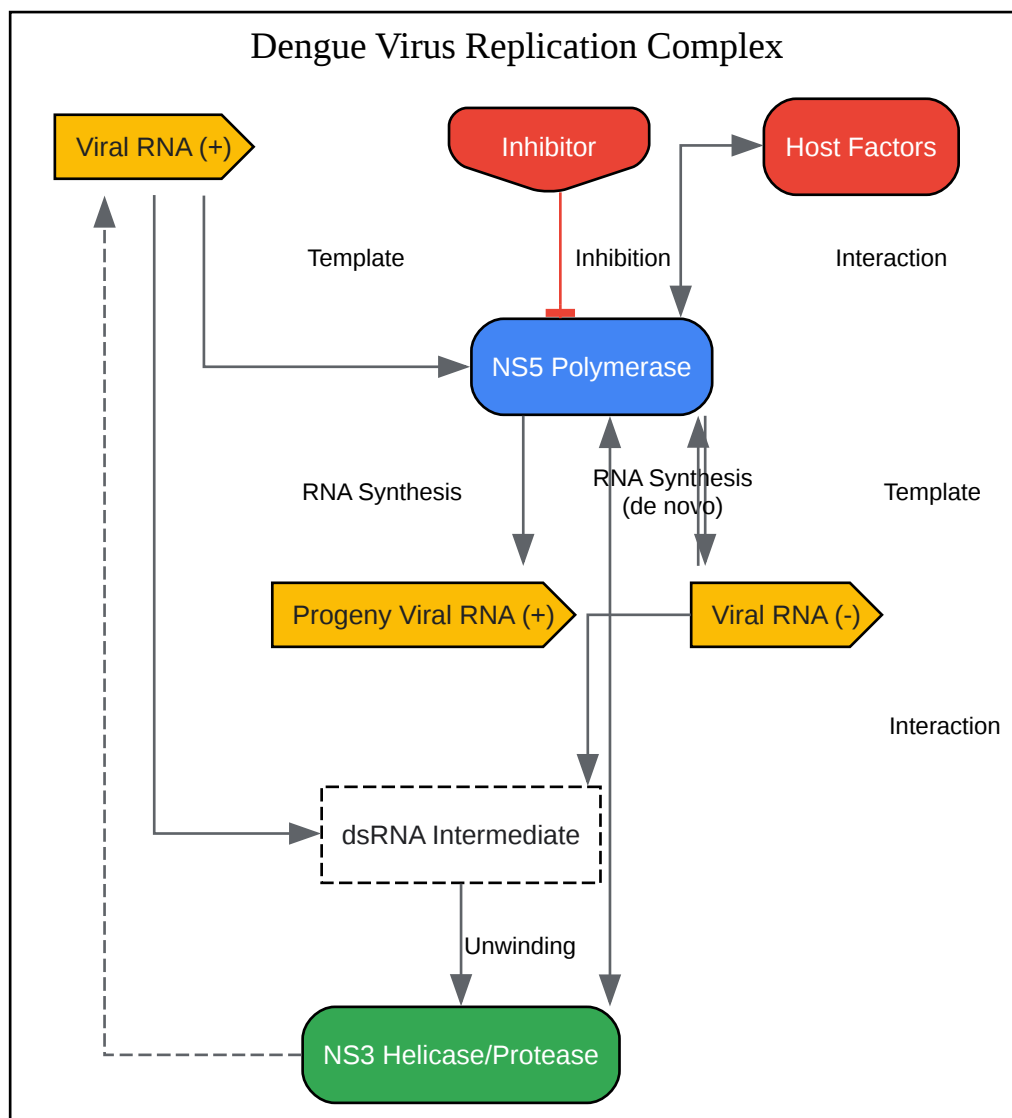 Dengue Virus Replication Complex
Viral RNA (+)
Inhibitor
Host Factors
Template
Inhibition
Interaction
NS5 Polymerase
RNA Synthesis
RNA Synthesis
(de novo)
Template
Progeny Viral RNA (+)
Viral RNA (-)
Interaction
dsRNA Intermediate
Unwinding
NS3 Helicase/Protease